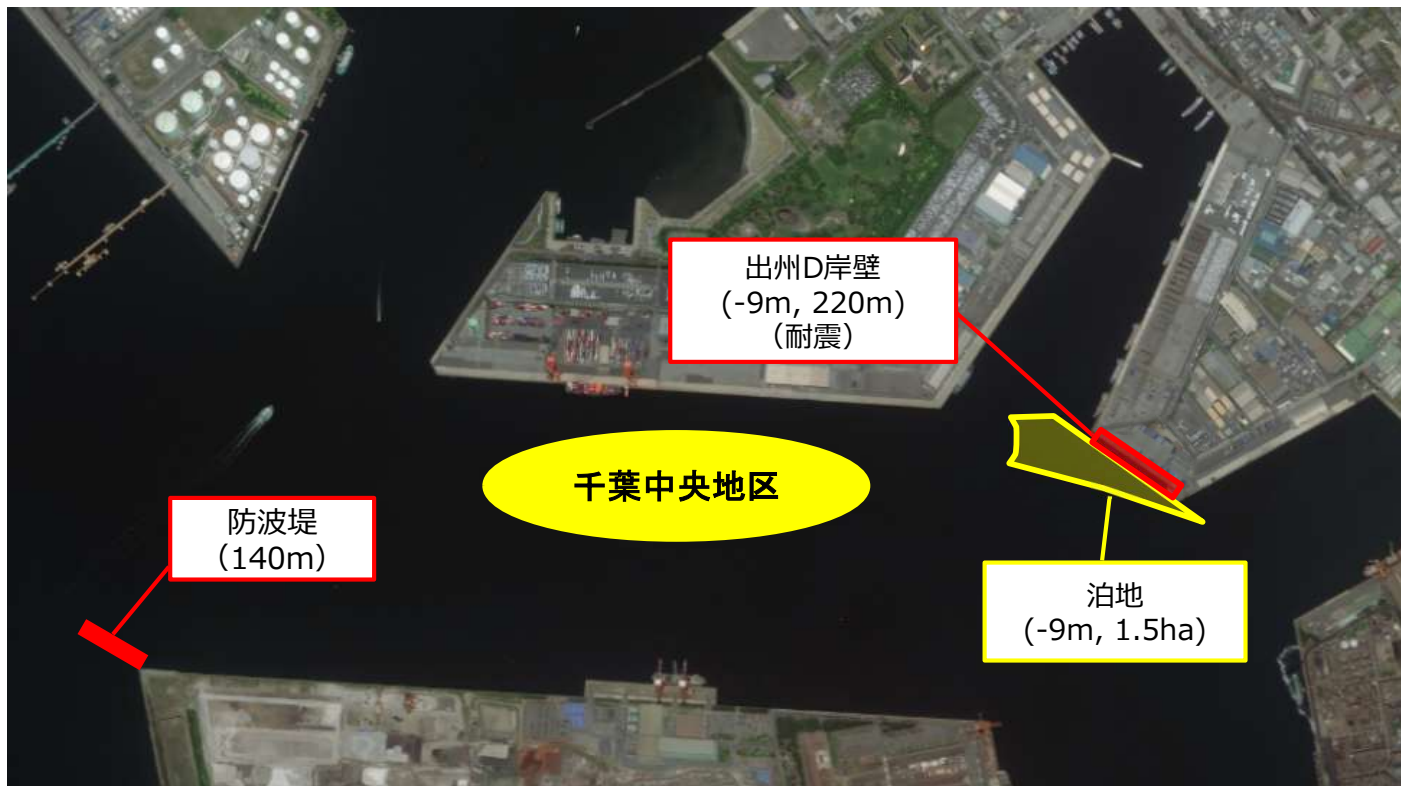 出州D岸壁
(-9m, 220m)
（耐震）
千葉中央地区
防波堤
（140m）
泊地
(-9m, 1.5ha)